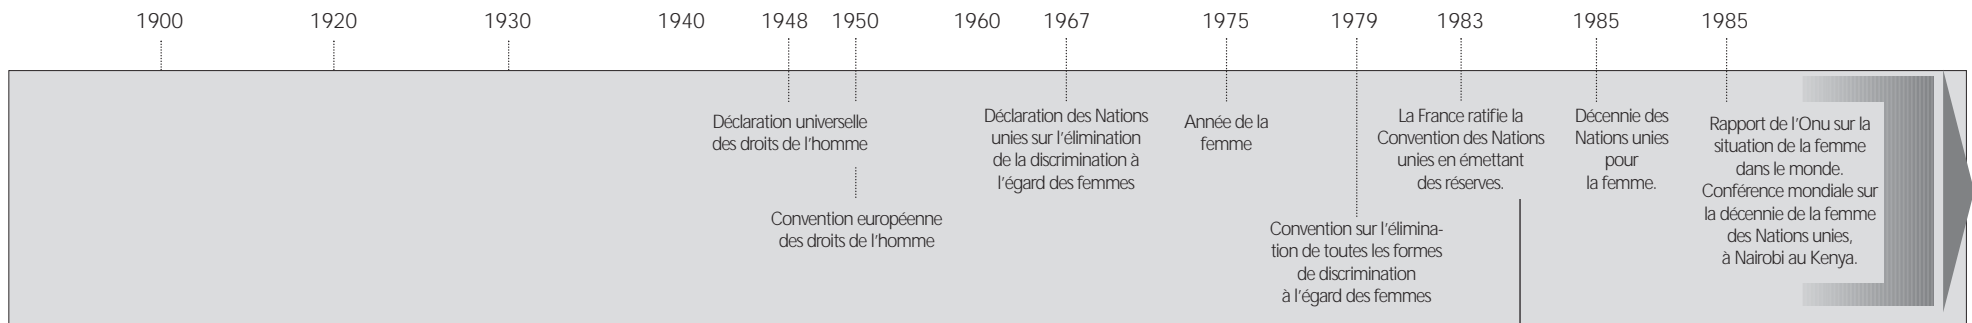 1900 1920 1930 1940 1948 1950 1960 1967 1975 1979 1983 1985 1985
Déclaration universelle
des droits de l'homme
Convention européenne
des droits de l'homme
Déclaration des Nations
unies sur l'élimination
de la discrimination à
l'égard des femmes
Année de la
femme
Convention sur l'élimina-
tion de toutes les formes
de discrimination
à l'égard des femmes
La France ratifie la
Convention des Nations
unies en émettant
des réserves.
Décennie des
Nations unies
pour
la femme.
Rapport de l'Onu sur la
situation de la femme
dans le monde.
Conférence mondiale sur
la décennie de la femme
des Nations unies,
à Nairobi au Kenya.